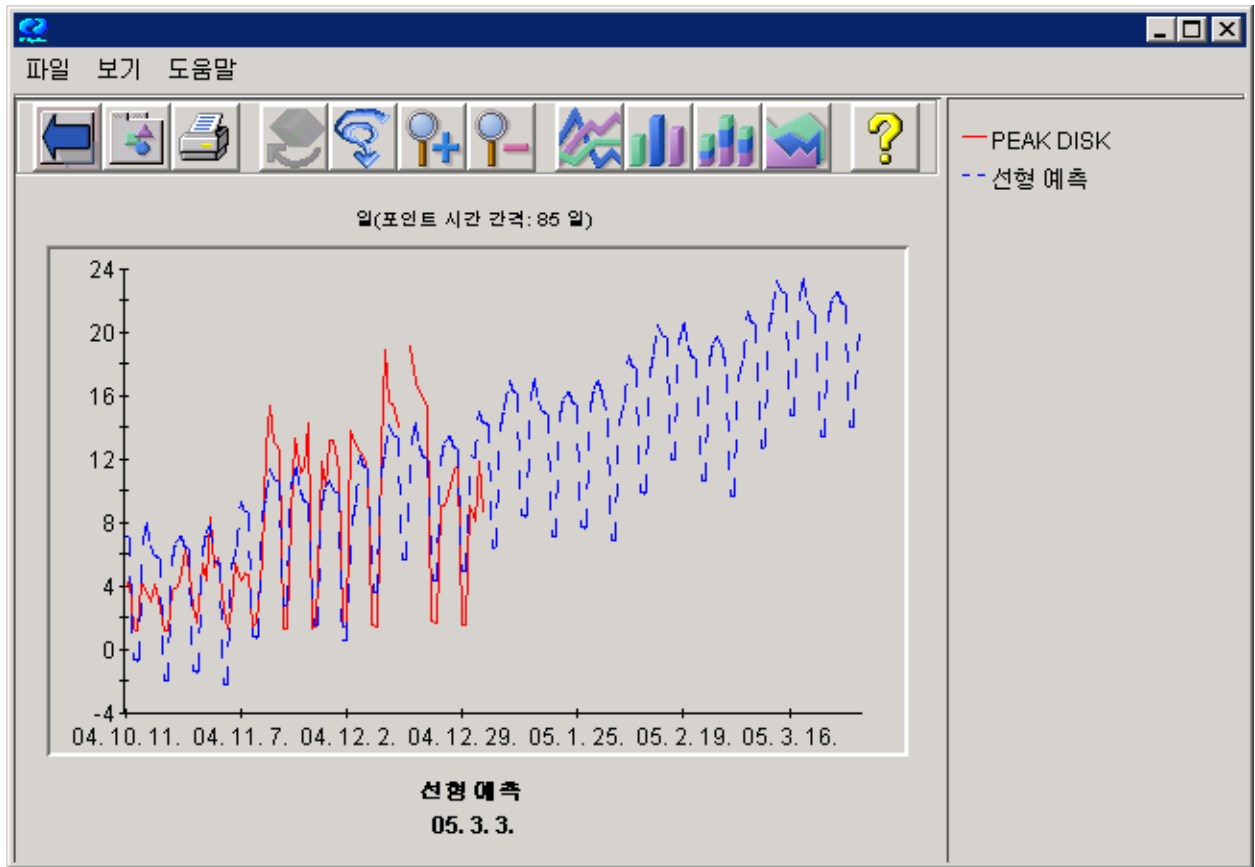 파일 보기 도움말
PEAK DISK
선형 예측
일(포인트 시간 간격: 85 일)
24
20
16
12
8
4
0
-4
04. 10. 11. 04. 11. 7. 04. 12. 2. 04. 12. 29. 05. 1. 25. 05. 2. 19. 05. 3. 16.
선형 예측
05. 3. 3.